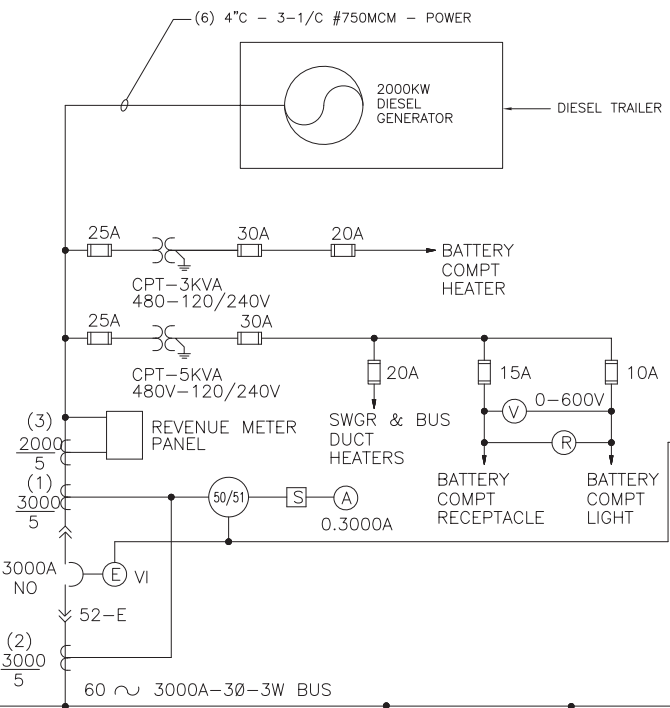 (6) 4"C - 3-1/C #750MCM - POWER
2000KW
DIESEL
GENERATOR
DIESEL TRAILER
25A
30A
20A
BATTERY
COMPT
HEATER
CPT-3KVA
480-120/240V
25A
30A
CPT-5KVA
480V-120/240V
20A
15A
10A
V
0-600V
R
SWGR & BUS
DUCT
HEATERS
BATTERY
COMPT
RECEPTACLE
BATTERY
COMPT
LIGHT
(3)
2000
5
REVENUE METER
PANEL
(1)
3000
5
50/51
S
A
0.3000A
3000A
NO
E
VI
52-E
(2)
3000
5
60 ~ 3000A-3Ø-3W BUS